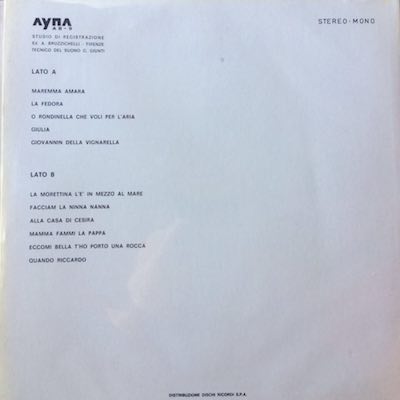 AYNA
STEREO - MONO
AR-9
STUDIO DI REGISTRAZIONE
F.F. A. BRUZZICHELLI - FIRENZE
TECNICO DEL SUONO G. GIUNTI
LATO A
MAREMMA AMARA
LA FEDORA
O RONDINELLA CHE VOLI PER L'ARIA
GIULIA
GIOVANNIN DELLA VIGNARELLA
LATO B
LA MORETTINA L'E' IN MEZZO AL MARE
FACCIAM LA NINNA NANNA
ALLA CASA DI CESIRA
MAMMA FAMMI LA PAPPA
ECCOMI BELLA T'HO PORTO UNA ROCCA
QUANDO RICCARDO
DISTRIBUZIONE DISCHI RICORDI S.P.A.